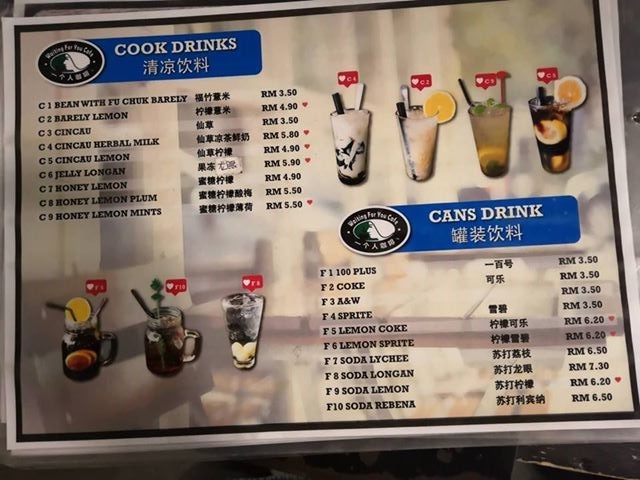 Waiting For You Cafe
一个人咖啡
COOK DRINKS
清凉饮料
C 1 BEAN WITH FU CHUK BARELY 福竹薏米 RM 3.50
C 2 BARELY LEMON 柠檬薏米 RM 4.90
C 3 CINCAU 仙草 RM 3.50
C 4 CINCAU HERBAL MILK 仙草凉茶鲜奶 RM 5.80
C 5 CINCAU LEMON 仙草柠檬 RM 4.90
C 6 JELLY LONGAN 果冻 RM 5.90
C 7 HONEY LEMON 蜜糖柠檬 RM 4.90
C 8 HONEY LEMON PLUM 蜜糖柠檬酸梅 RM 5.50
C 9 HONEY LEMON MINTS 蜜糖柠檬薄荷 RM 5.50
C 4
C 2
C 9
C 5
Waiting For You Cafe
一个人咖啡
CANS DRINK
罐装饮料
F 1 100 PLUS 一百号 RM 3.50
F 2 COKE 可乐 RM 3.50
F 3 A&W RM 3.50
F 4 SPRITE 雪碧 RM 3.50
F 5 LEMON COKE 柠檬可乐 RM 6.20
F 6 LEMON SPRITE 柠檬雪碧 RM 6.20
F 7 SODA LYCHEE 苏打荔枝 RM 6.50
F 8 SODA LONGAN 苏打龙眼 RM 7.30
F 9 SODA LEMON 苏打柠檬 RM 6.20
F10 SODA REBENA 苏打利宾纳 RM 6.50
F 5
F10
F 8